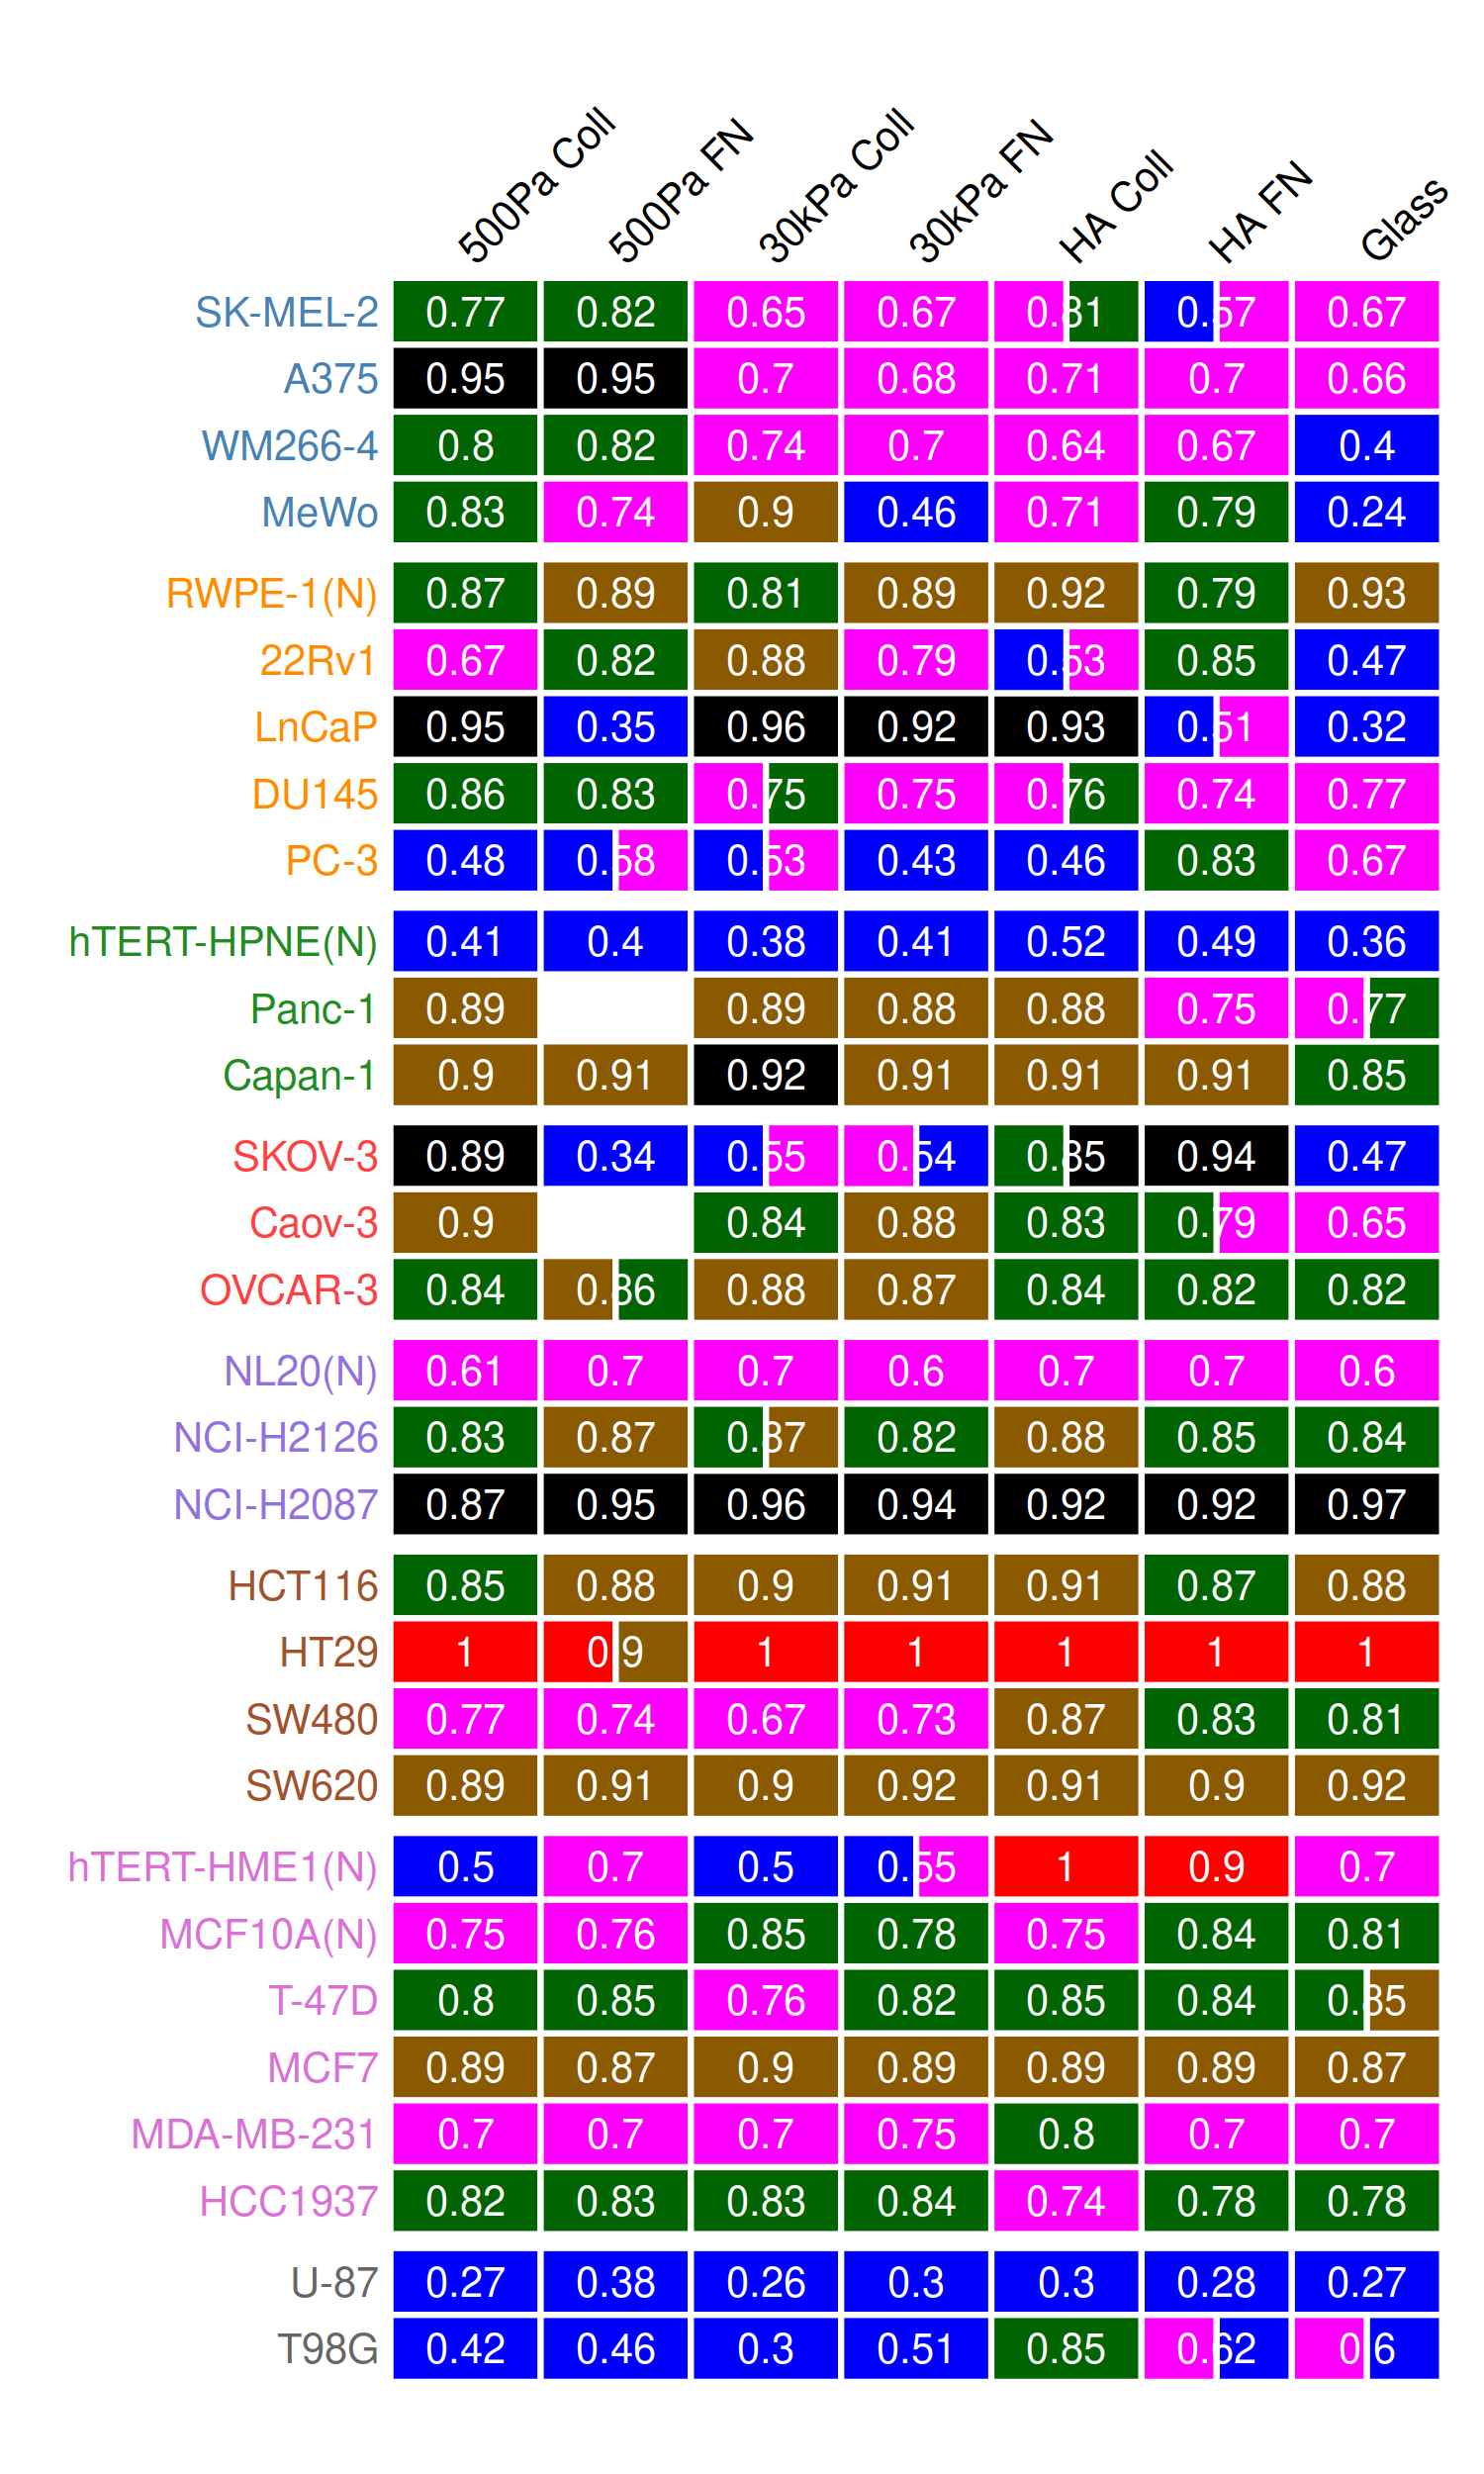 500Pa Coll 500Pa FN 30kPa Coll 30kPa FN HA Coll HA FN Glass
SK-MEL-2 0.77 0.82 0.65 0.67 0.81 0.57 0.67
A375 0.95 0.95 0.7 0.68 0.71 0.7 0.66
WM266-4 0.8 0.82 0.74 0.7 0.64 0.67 0.4
MeWo 0.83 0.74 0.9 0.46 0.71 0.79 0.24
RWPE-1(N) 0.87 0.89 0.81 0.89 0.92 0.79 0.93
22Rv1 0.67 0.82 0.88 0.79 0.53 0.85 0.47
LnCaP 0.95 0.35 0.96 0.92 0.93 0.51 0.32
DU145 0.86 0.83 0.75 0.75 0.76 0.74 0.77
PC-3 0.48 0.58 0.53 0.43 0.46 0.83 0.67
hTERT-HPNE(N) 0.41 0.4 0.38 0.41 0.52 0.49 0.36
Panc-1 0.89 0.89 0.88 0.88 0.75 0.77
Capan-1 0.9 0.91 0.92 0.91 0.91 0.91 0.85
SKOV-3 0.89 0.34 0.55 0.54 0.85 0.94 0.47
Caov-3 0.9 0.84 0.88 0.83 0.79 0.65
OVCAR-3 0.84 0.86 0.88 0.87 0.84 0.82 0.82
NL20(N) 0.61 0.7 0.7 0.6 0.7 0.7 0.6
NCI-H2126 0.83 0.87 0.87 0.82 0.88 0.85 0.84
NCI-H2087 0.87 0.95 0.96 0.94 0.92 0.92 0.97
HCT116 0.85 0.88 0.9 0.91 0.91 0.87 0.88
HT29 1 0.9 1 1 1 1 1
SW480 0.77 0.74 0.67 0.73 0.87 0.83 0.81
SW620 0.89 0.91 0.9 0.92 0.91 0.9 0.92
hTERT-HME1(N) 0.5 0.7 0.5 0.55 1 0.9 0.7
MCF10A(N) 0.75 0.76 0.85 0.78 0.75 0.84 0.81
T-47D 0.8 0.85 0.76 0.82 0.85 0.84 0.85
MCF7 0.89 0.87 0.9 0.89 0.89 0.89 0.87
MDA-MB-231 0.7 0.7 0.7 0.75 0.8 0.7 0.7
HCC1937 0.82 0.83 0.83 0.84 0.74 0.78 0.78
U-87 0.27 0.38 0.26 0.3 0.3 0.28 0.27
T98G 0.42 0.46 0.3 0.51 0.85 0.62 0.6